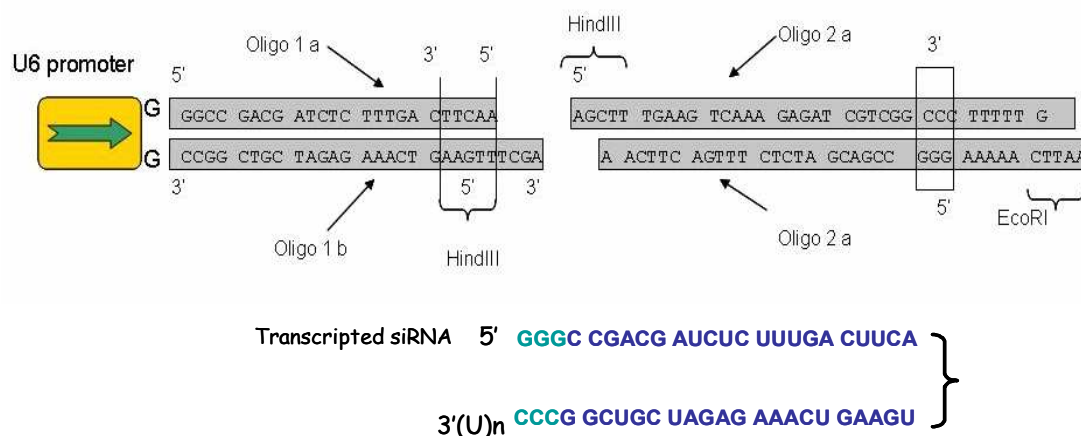 HindIII
Oligo 1 a
Oligo 2 a
3'
5'
3'
U6 promoter
5'
5'
G
GGCC GACG ATCTC TTTGAC TTCAA
AGCTT TGAAG TCAAA GAGAT CGTCGG CCC TTTTT G
G
CCGG CTGC TAGAG AAACT GAAGTTTCGA
A ACTTC AGTTT CTCTA GCAGCC GGG AAAAA CTTAA
3'
5'
3'
5'
EcoRI
Oligo 1 b
HindIII
Oligo 2 a
Transcripted siRNA 5' GGGC CGACG AUCUC UUUGA CUUCA
3'(U)n CCCG GCUGC UAGAG AAACU GAAGU